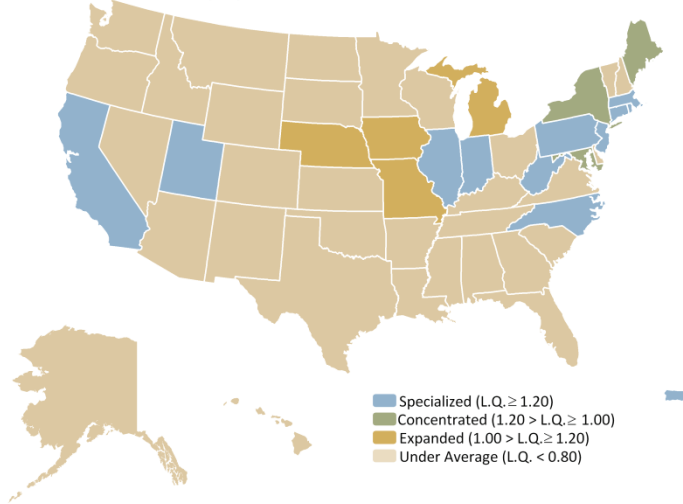 Specialized (L.Q. ≥ 1.20)
Concentrated (1.20 > L.Q. ≥ 1.00)
Expanded (1.00 > L.Q. ≥ 1.20)
Under Average (L.Q. < 0.80)